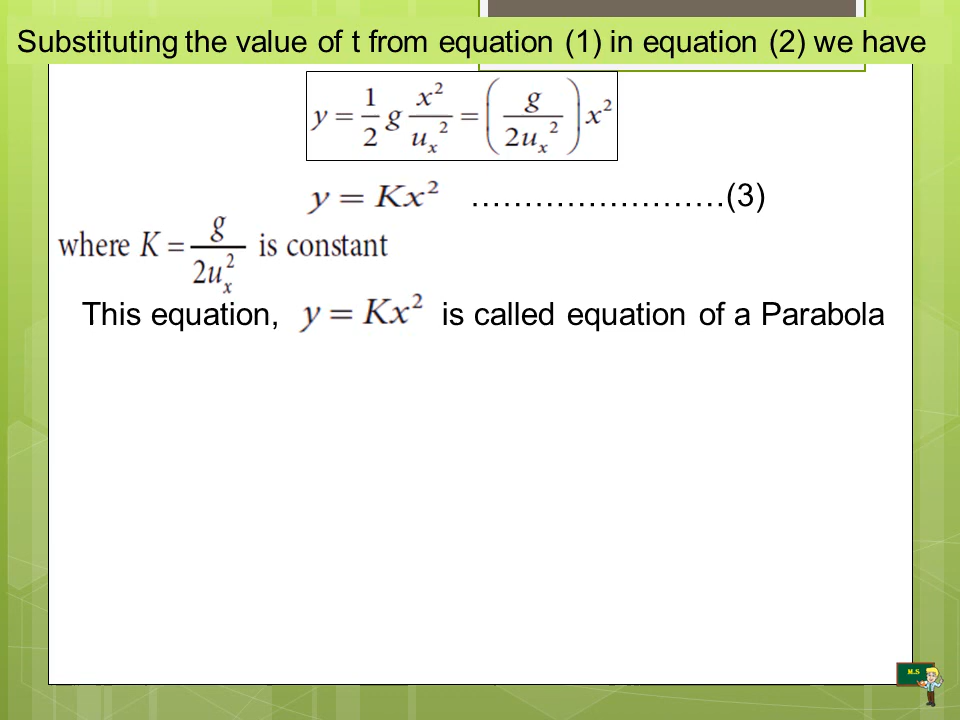 Substituting the value of t from equation (1) in equation (2) we have
y = 1/2 g x²/uₓ² = (g/2uₓ²) x²
y = Kx² ……………………(3)
where K = g/2uₓ² is constant
This equation, y = Kx² is called equation of a Parabola
M.S